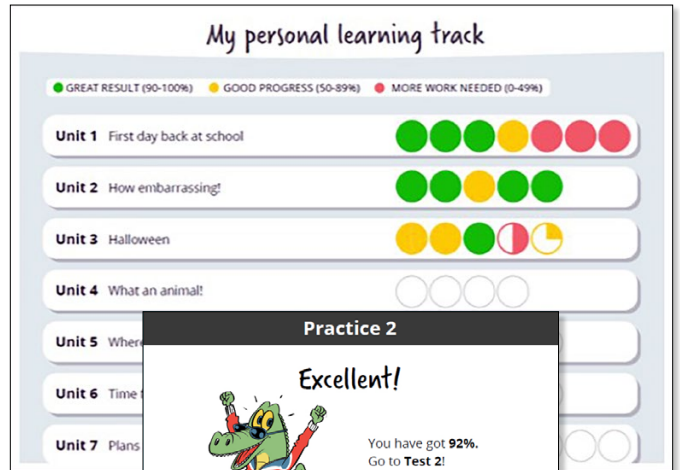 My personal learning track
GREAT RESULT (90-100%) GOOD PROGRESS (50-89%) MORE WORK NEEDED (0-49%)
Unit 1 First day back at school
Unit 2 How embarrassing!
Unit 3 Halloween
Unit 4 What an animal!
Unit 5
Unit 6 Time
Unit 7 Plans
Practice 2
Excellent!
You have got 92%.
Go to Test 2!